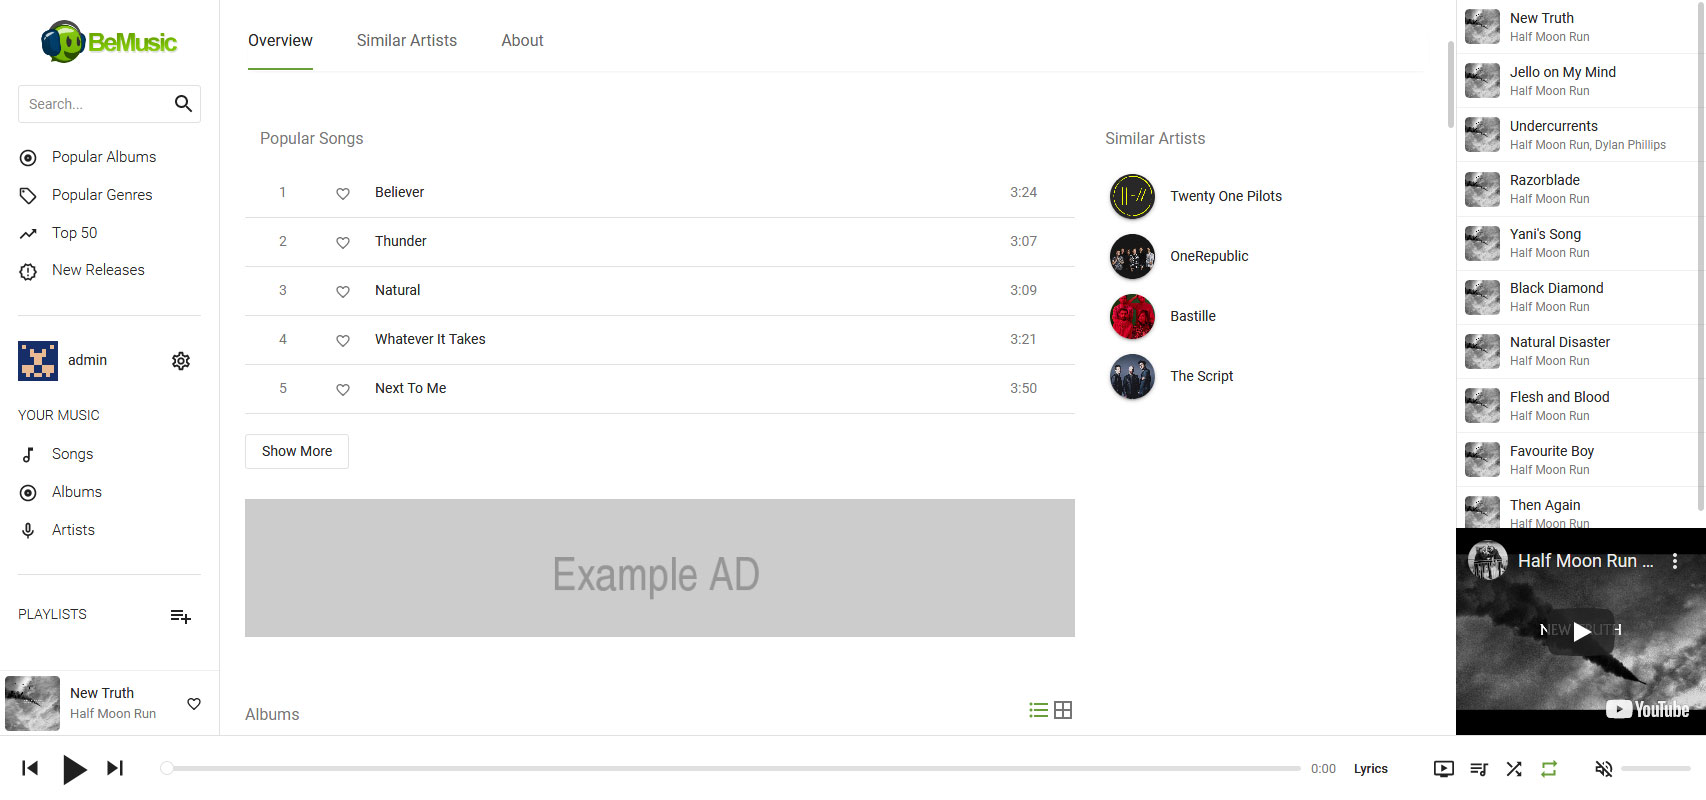 BeMusic
Search...
Popular Albums
Popular Genres
Top 50
New Releases
admin
YOUR MUSIC
Songs
Albums
Artists
PLAYLISTS
New Truth
Half Moon Run
Overview Similar Artists About
Popular Songs
1 Believer 3:24
2 Thunder 3:07
3 Natural 3:09
4 Whatever It Takes 3:21
5 Next To Me 3:50
Show More
Example AD
Albums
Similar Artists
Twenty One Pilots
OneRepublic
Bastille
The Script
New Truth
Half Moon Run
Jello on My Mind
Half Moon Run
Undercurrents
Half Moon Run, Dylan Phillips
Razorblade
Half Moon Run
Yani's Song
Half Moon Run
Black Diamond
Half Moon Run
Natural Disaster
Half Moon Run
Flesh and Blood
Half Moon Run
Favourite Boy
Half Moon Run
Then Again
Half Moon Run
Half Moon Run ...
NEW TRUTH
YouTube
0:00 Lyrics